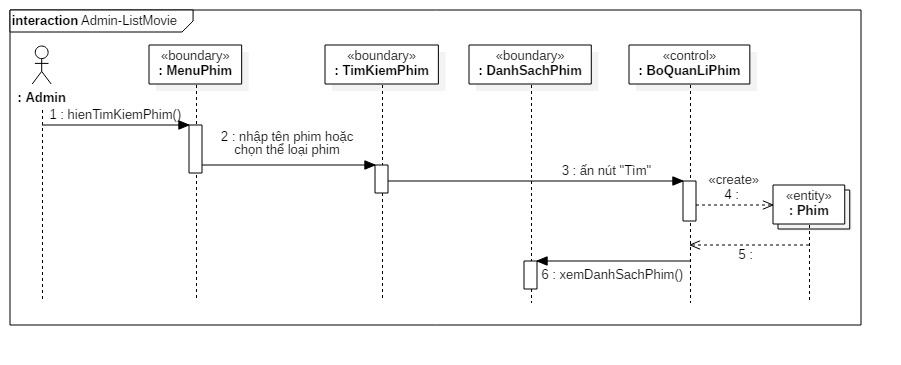 interaction Admin-ListMovie
«boundary»
: MenuPhim
«boundary»
: TimKiemPhim
«boundary»
: DanhSachPhim
«control»
: BoQuanLiPhim
: Admin
1 : hienTimKiemPhim()
2 : nhập tên phim hoặc
chọn thể loại phim
3 : ấn nút "Tìm"
«create»
4 :
«entity»
: Phim
5 :
6 : xemDanhSachPhim()